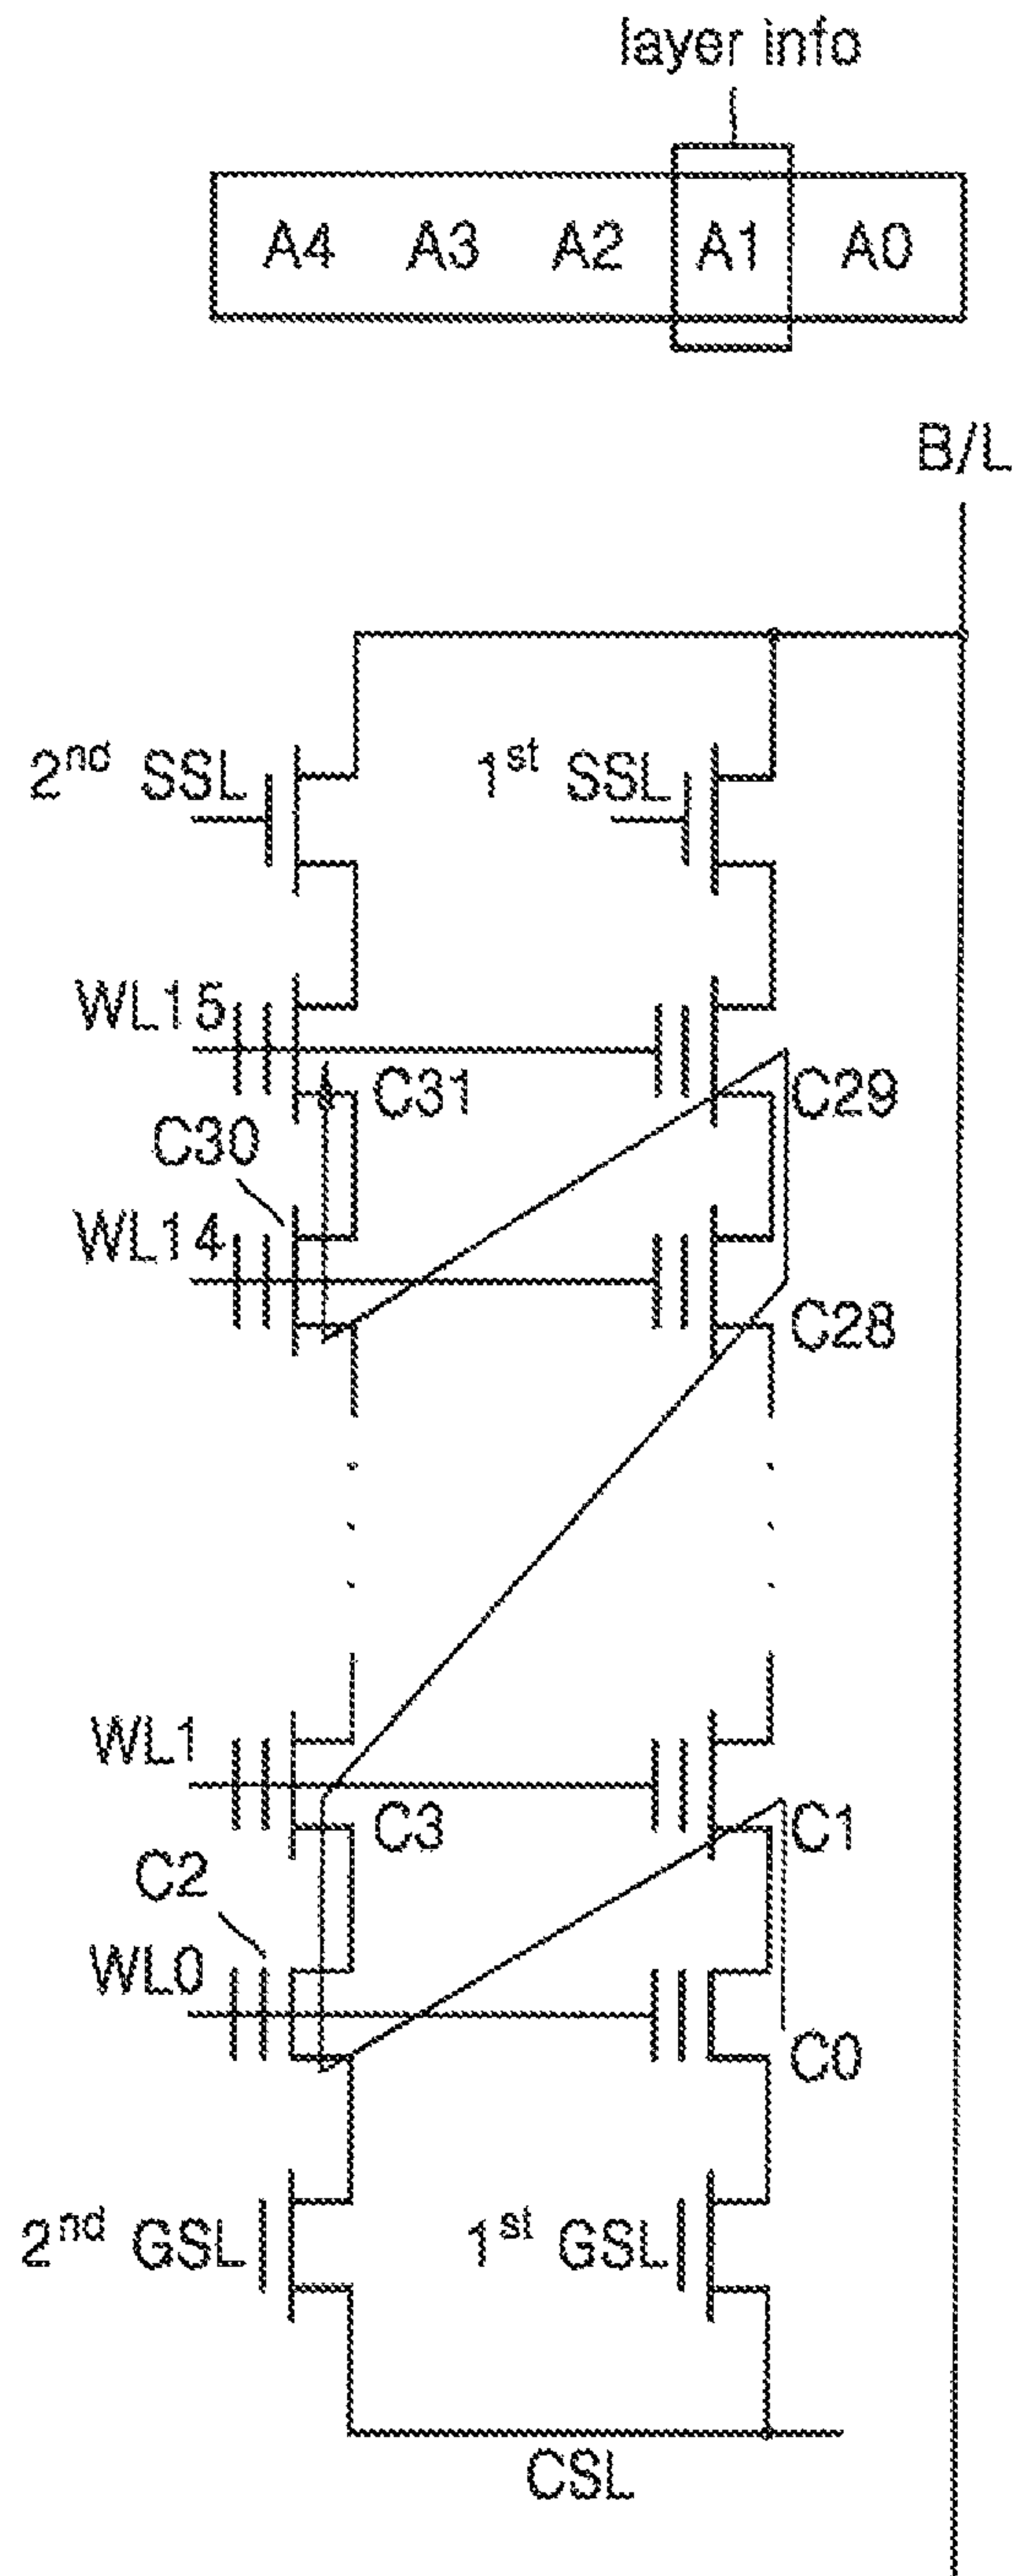 layer info
A4 A3 A2 A1 A0
B/L
2nd SSL 1st SSL
WL15
C31 C29
C30
WL14
C28
WL1
C3 C1
C2
WL0
C0
2nd GSL 1st GSL
CSL